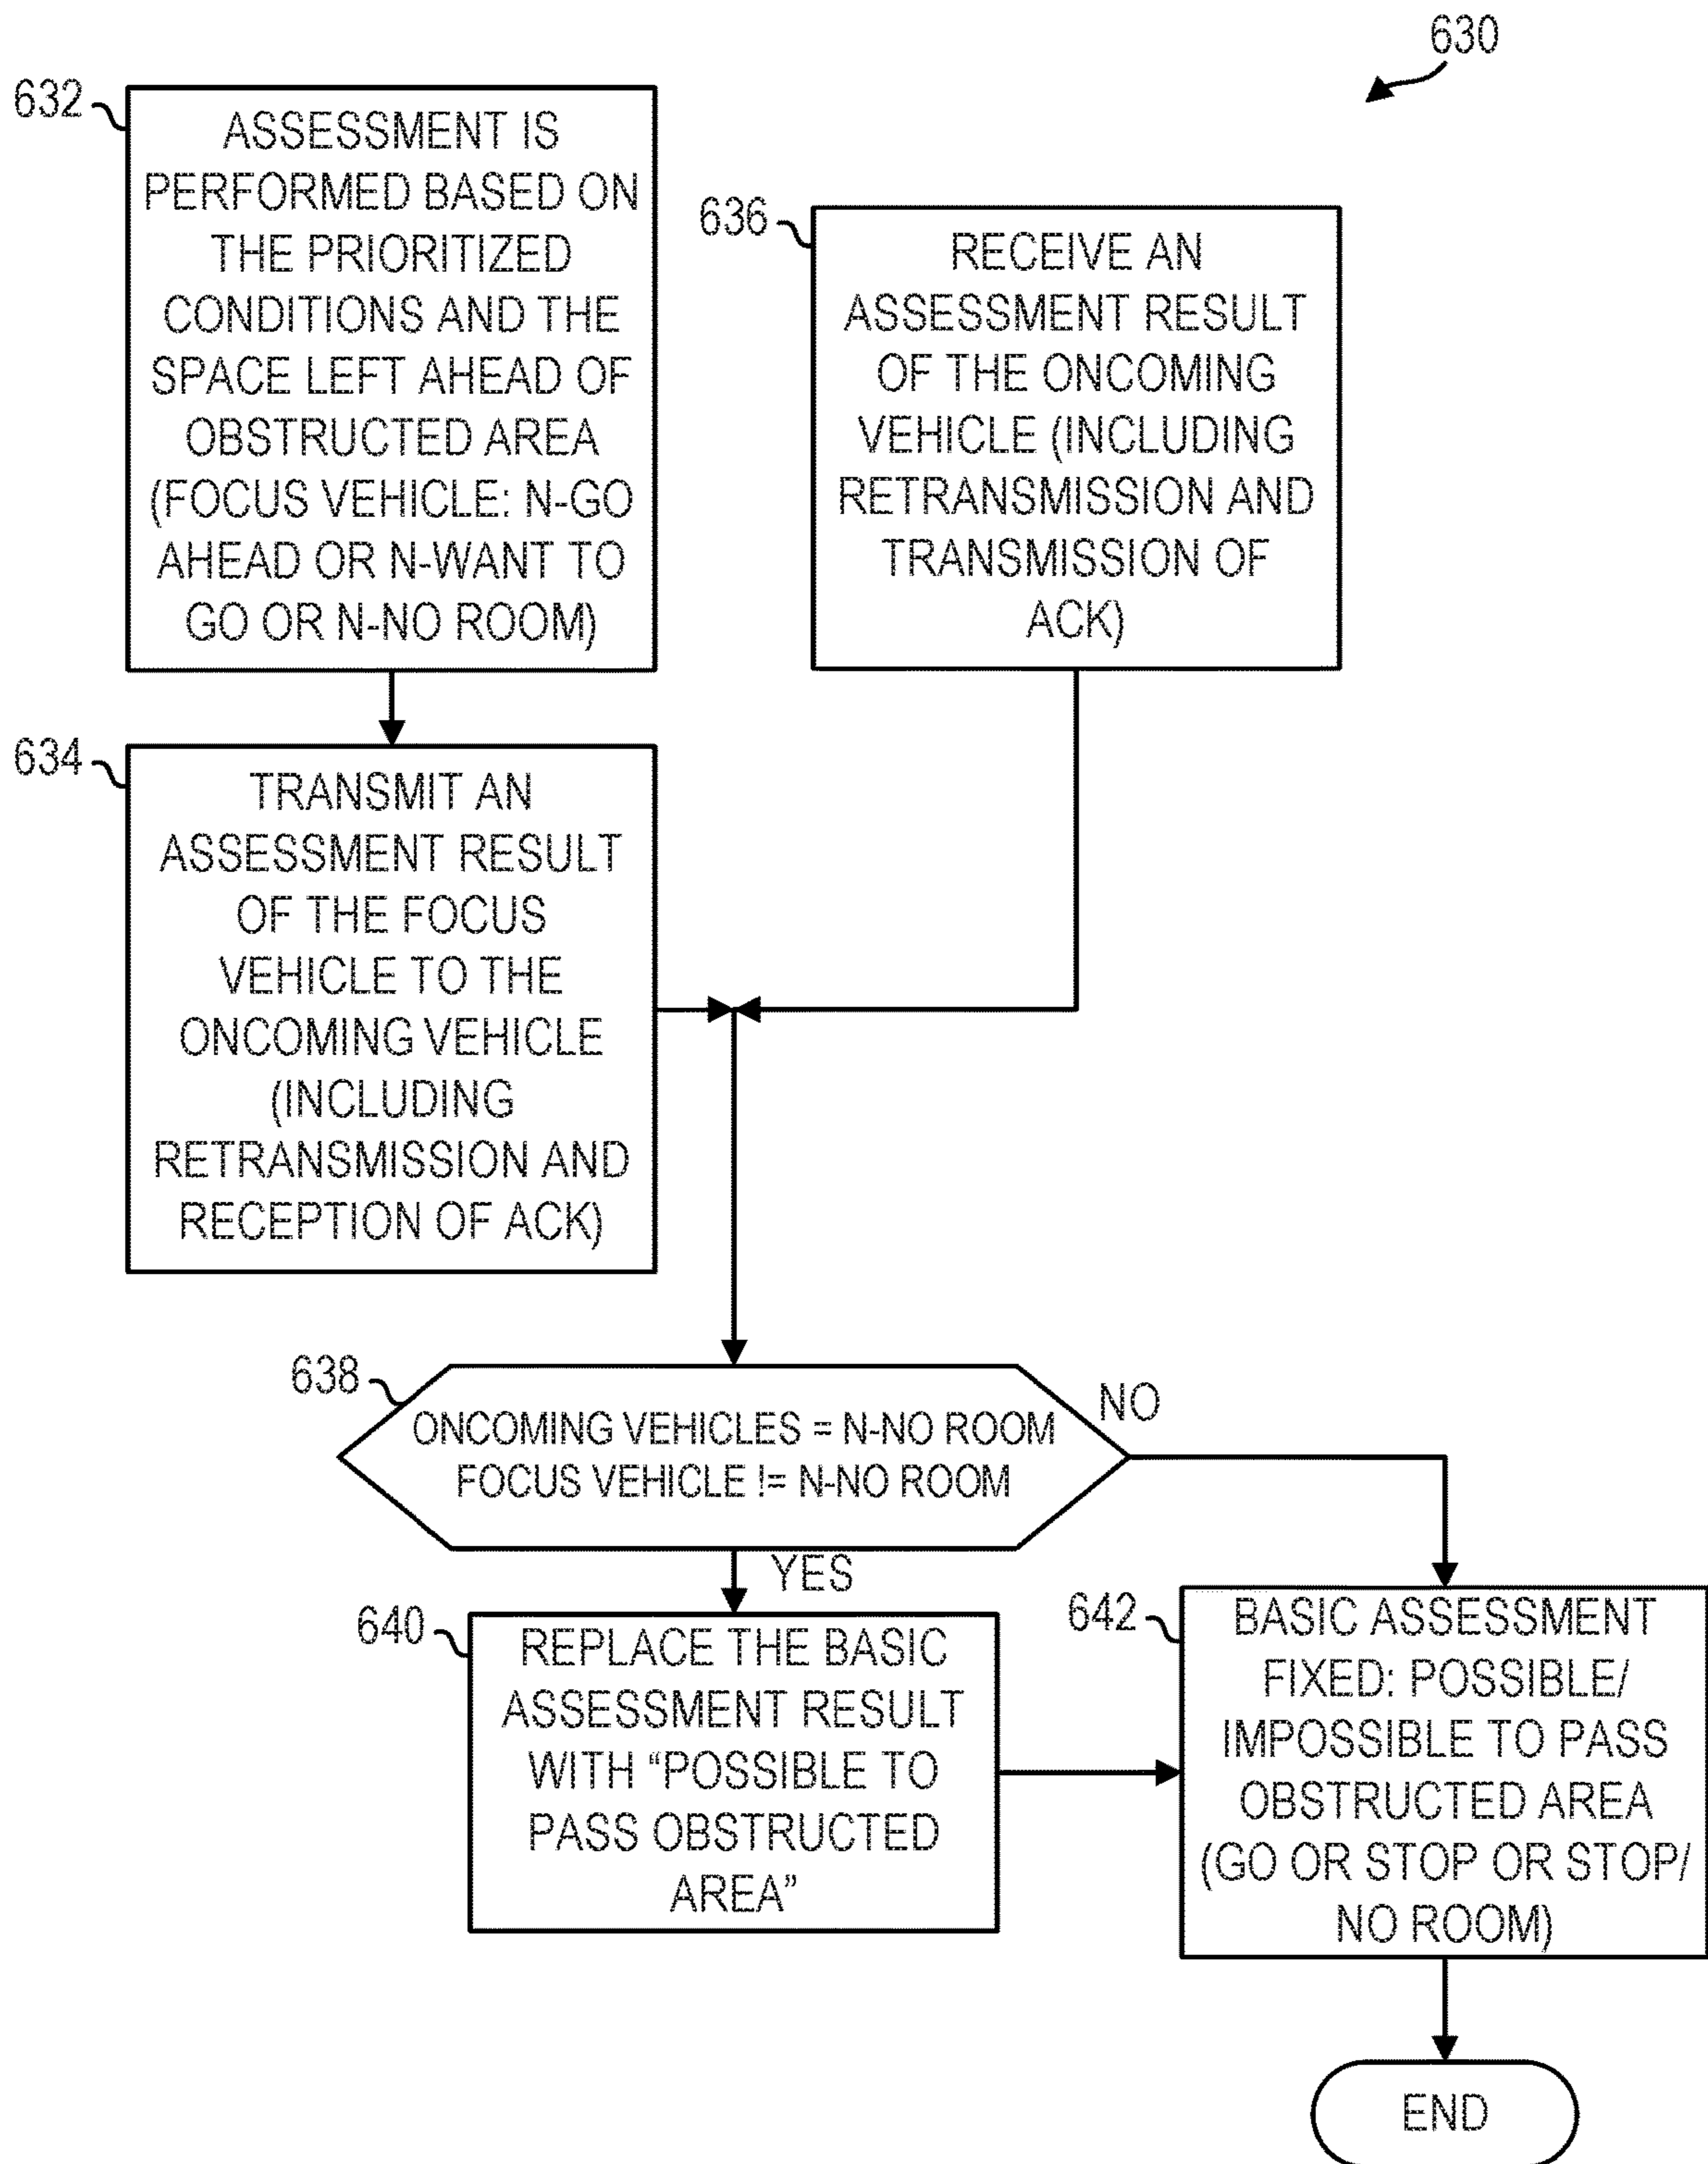 630
632
ASSESSMENT IS
PERFORMED BASED ON
THE PRIORITIZED
CONDITIONS AND THE
SPACE LEFT AHEAD OF
OBSTRUCTED AREA
(FOCUS VEHICLE: N-GO
AHEAD OR N-WANT TO
GO OR N-NO ROOM)
636
RECEIVE AN
ASSESSMENT RESULT
OF THE ONCOMING
VEHICLE (INCLUDING
RETRANSMISSION AND
TRANSMISSION OF
ACK)
634
TRANSMIT AN
ASSESSMENT RESULT
OF THE FOCUS
VEHICLE TO THE
ONCOMING VEHICLE
(INCLUDING
RETRANSMISSION AND
RECEPTION OF ACK)
638
ONCOMING VEHICLES = N-NO ROOM
FOCUS VEHICLE != N-NO ROOM
NO
YES
640
REPLACE THE BASIC
ASSESSMENT RESULT
WITH “POSSIBLE TO
PASS OBSTRUCTED
AREA”
642
BASIC ASSESSMENT
FIXED: POSSIBLE/
IMPOSSIBLE TO PASS
OBSTRUCTED AREA
(GO OR STOP OR STOP/
NO ROOM)
END